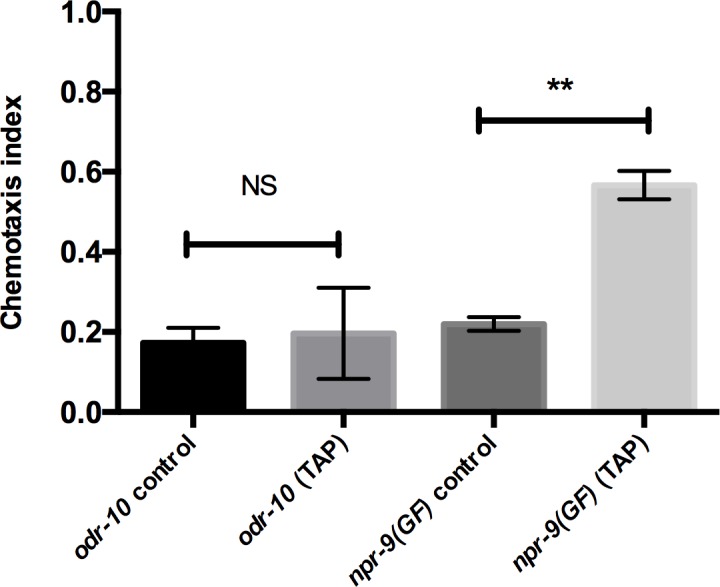 Chemotaxis index
1.0
0.8
0.6
0.4
0.2
0.0
NS
**
odr-10 control
odr-10 (TAP)
npr-9(GF) control
npr-9(GF) (TAP)